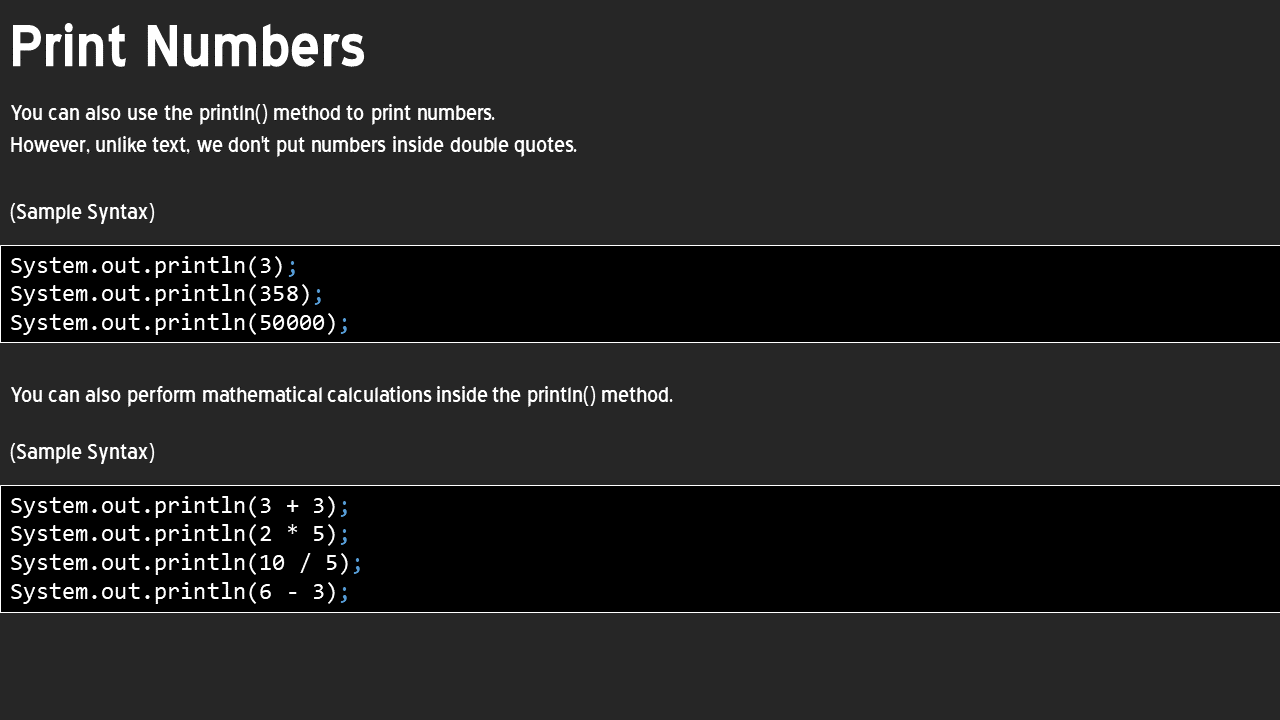 Print Numbers
You can also use the println() method to print numbers.
However, unlike text, we don't put numbers inside double quotes.
(Sample Syntax)
System.out.println(3);
System.out.println(358);
System.out.println(50000);
You can also perform mathematical calculations inside the println() method.
(Sample Syntax)
System.out.println(3 + 3);
System.out.println(2 * 5);
System.out.println(10 / 5);
System.out.println(6 - 3);